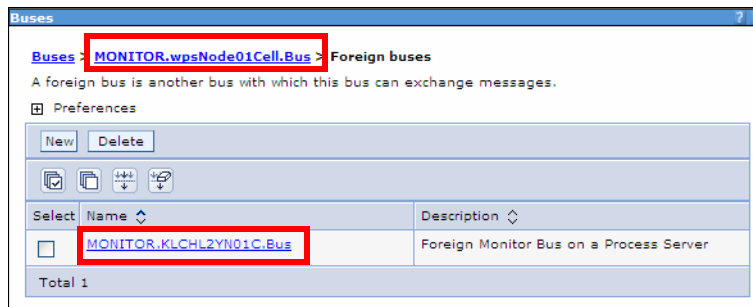 Buses ?
Buses > MONITOR.wpsNode01Cell.Bus > Foreign buses
A foreign bus is another bus with which this bus can exchange messages.
Preferences
New Delete
Select Name Description
MONITOR.KLCHL2YN01C.Bus Foreign Monitor Bus on a Process Server
Total 1